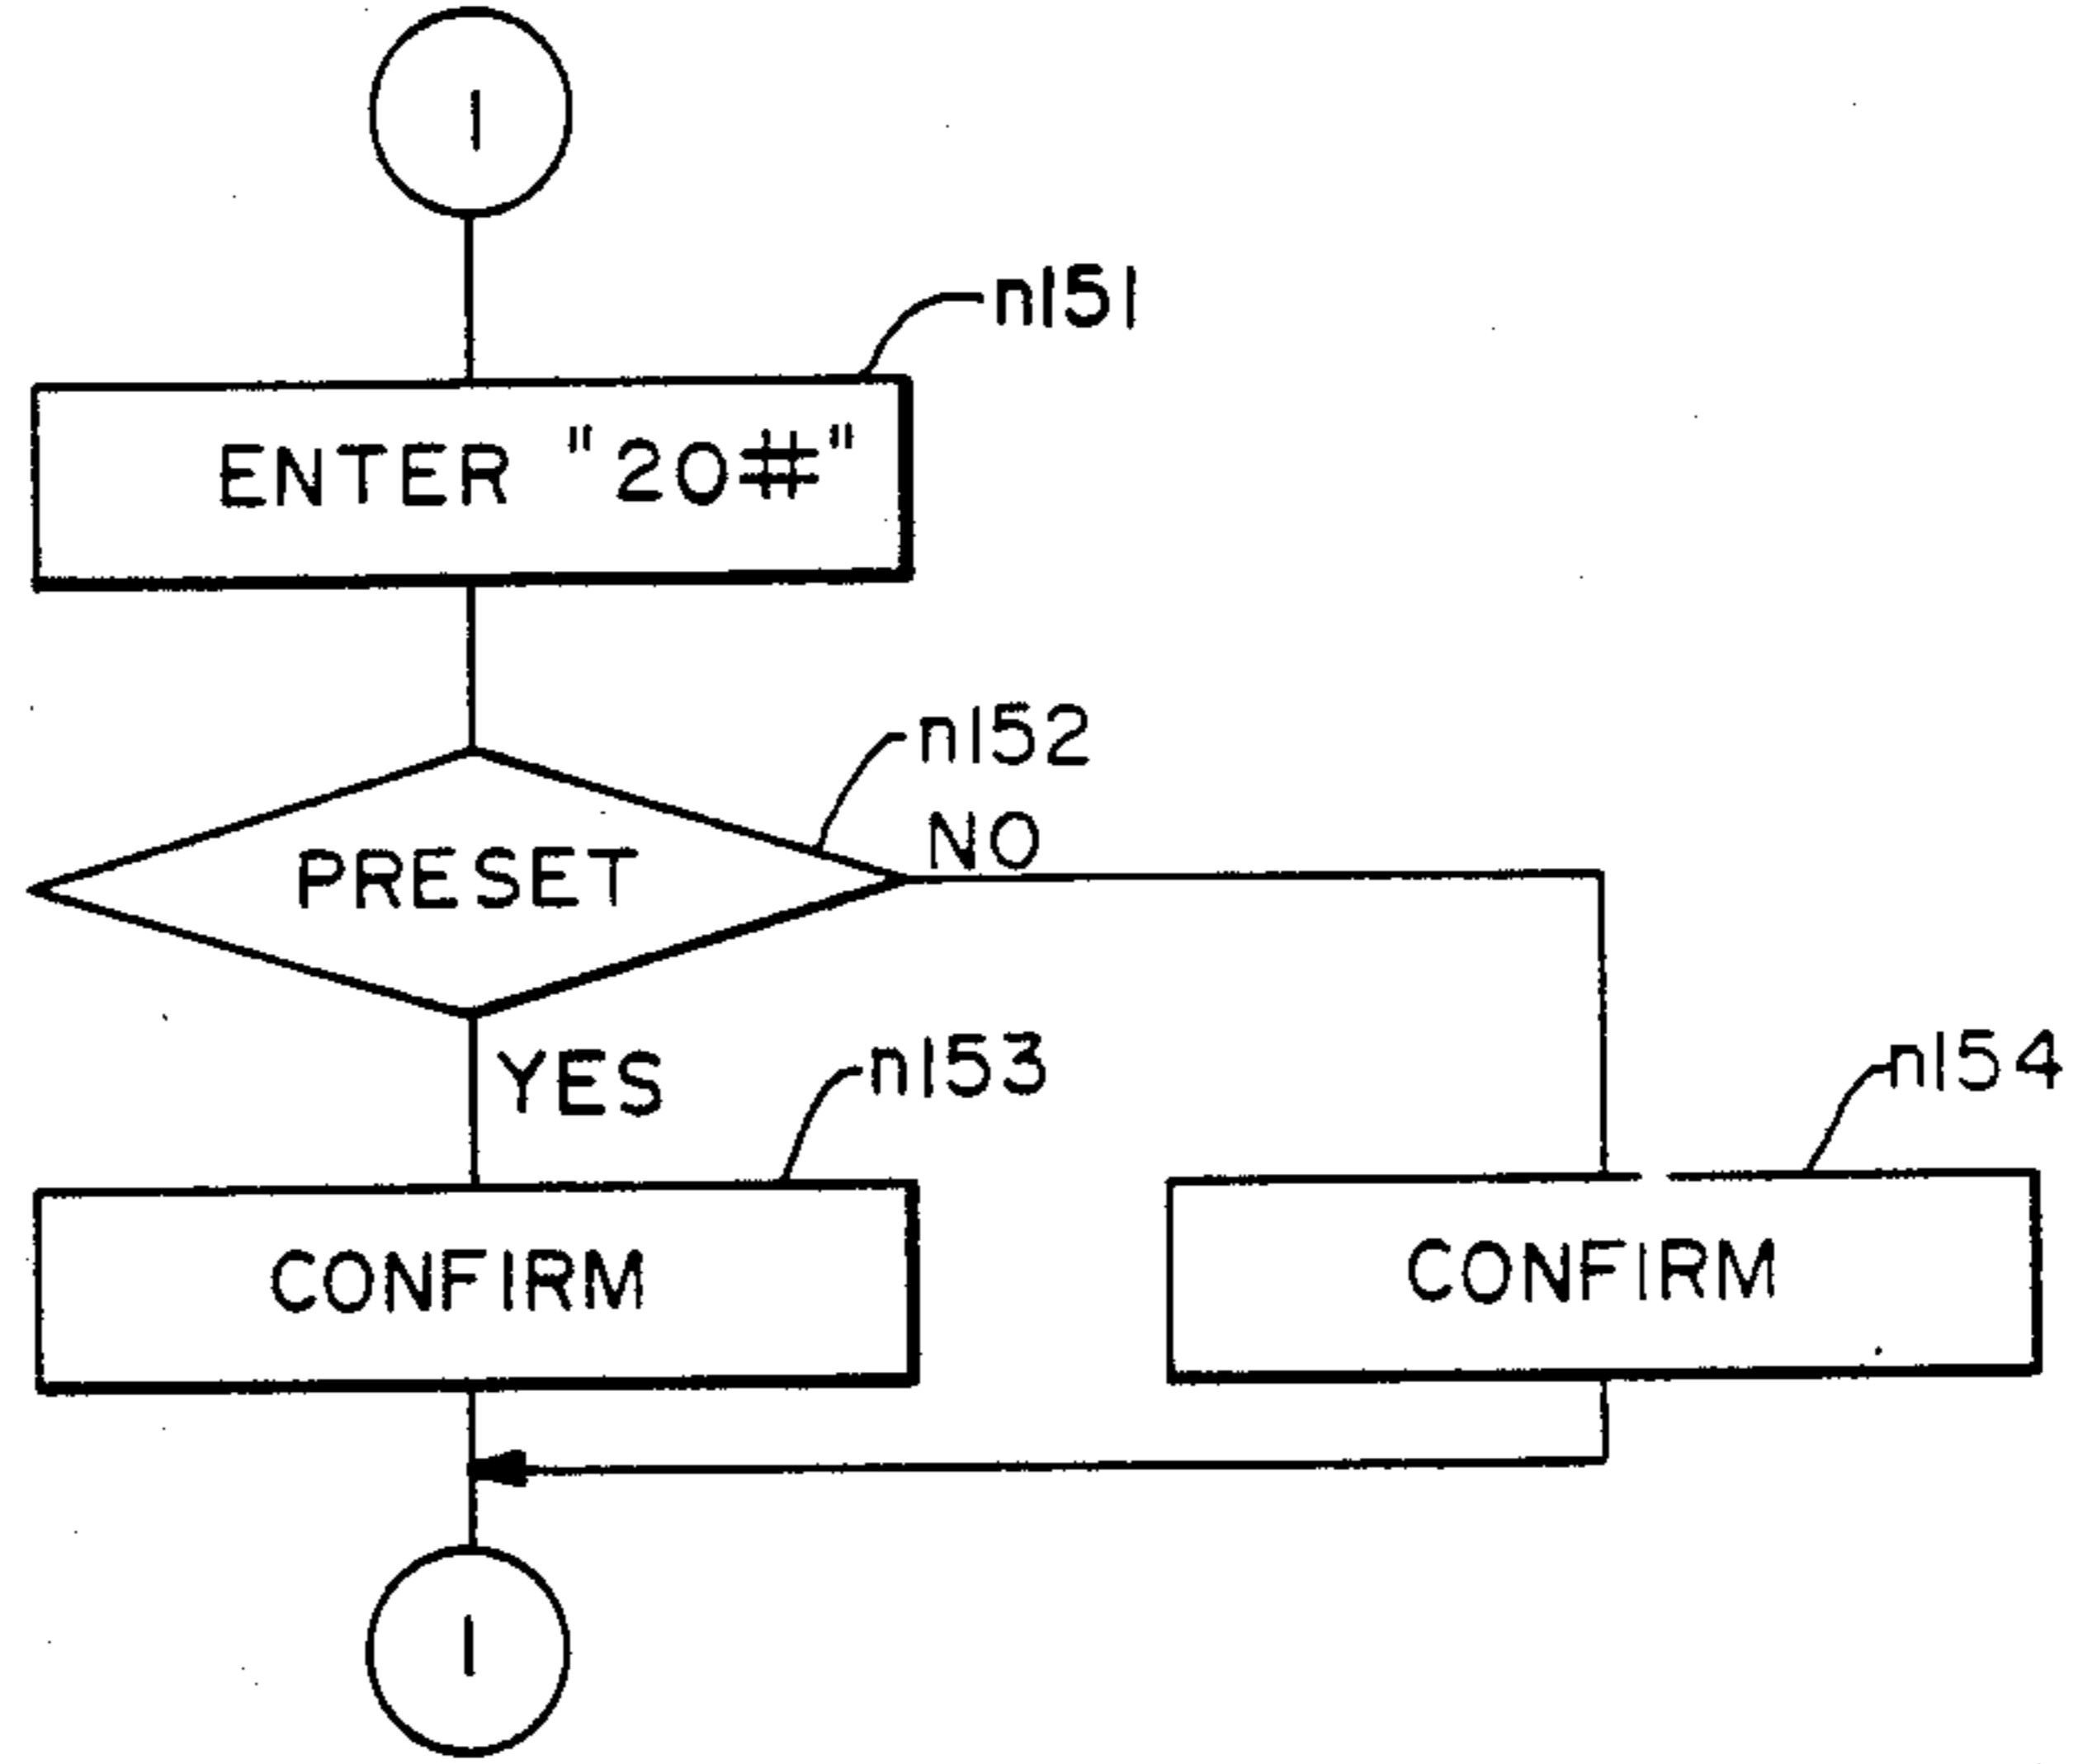 1
n151
ENTER "20#"
n152
NO
PRESET
YES
n153
n154
CONFIRM
CONFIRM
1